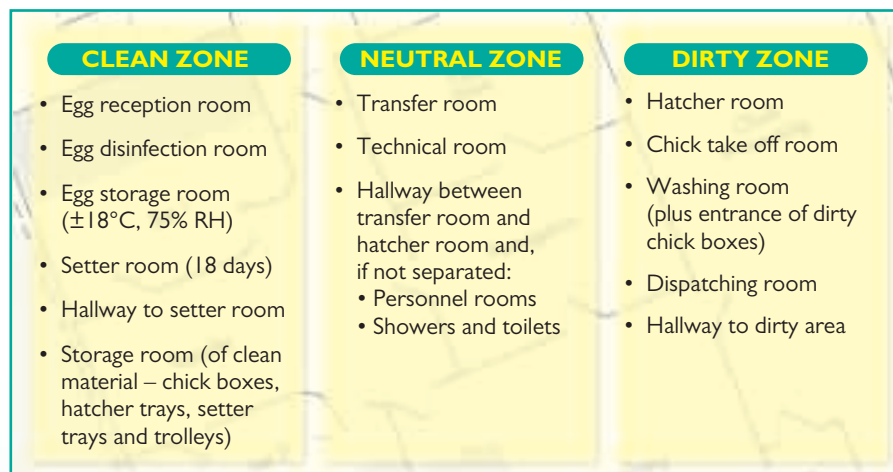 CLEAN ZONE
• Egg reception room
• Egg disinfection room
• Egg storage room
(±18°C, 75% RH)
• Setter room (18 days)
• Hallway to setter room
• Storage room (of clean
material – chick boxes,
hatcher trays, setter
trays and trolleys)
NEUTRAL ZONE
• Transfer room
• Technical room
• Hallway between
transfer room and
hatcher room and,
if not separated:
• Personnel rooms
• Showers and toilets
DIRTY ZONE
• Hatcher room
• Chick take off room
• Washing room
(plus entrance of dirty
chick boxes)
• Dispatching room
• Hallway to dirty area